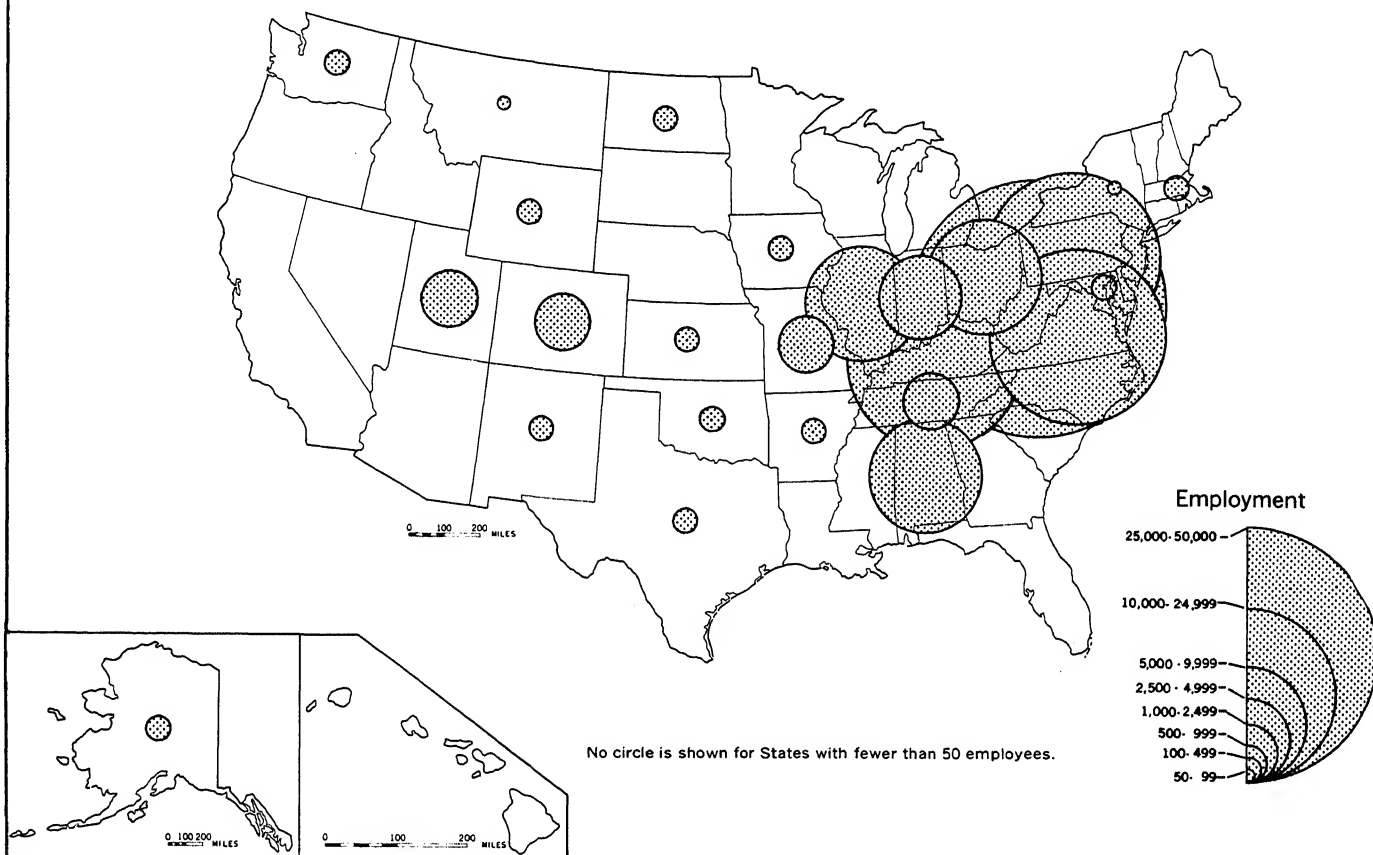 0 100 200 MILES
Employment
25,000-50,000
10,000-24,999
5,000-9,999
2,500-4,999
1,000-2,499
500-999
100-499
50-99
No circle is shown for States with fewer than 50 employees.
0 100 200 MILES
0 100 200 MILES